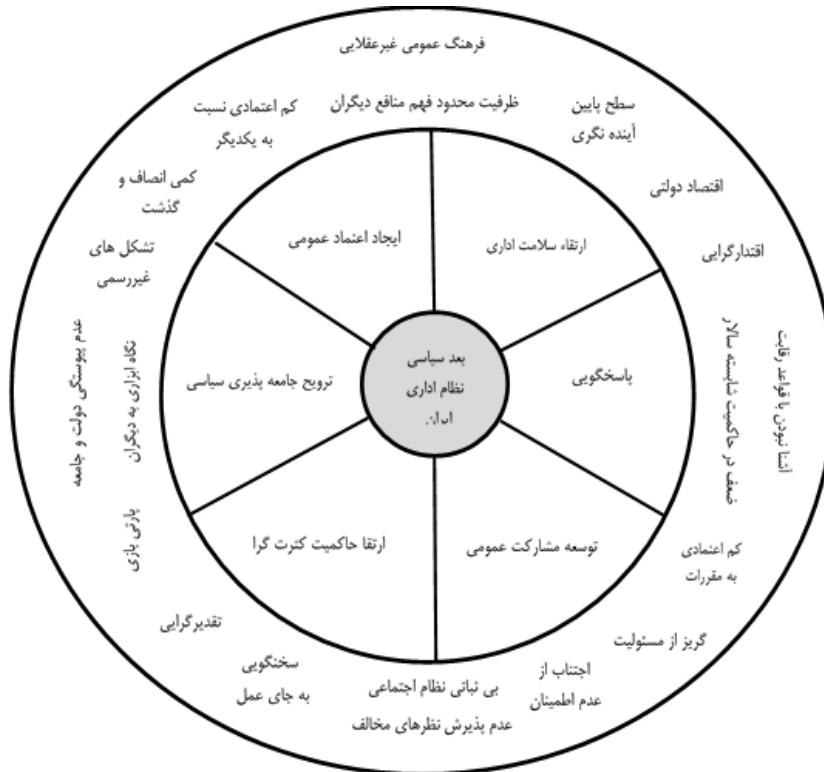 فرهنگ عمومی غیرعقلایی
ظرفیت محدود فهم منافع دیگران
سطح پایین
آینده نگری
اقتصاد دولتی
اقتدارگرایی
آشنا نبودن با قواعد رقابت
ضعف در حاکمیت شایسته سالار
کم اعتمادی
به مقررات
گریز از مسئولیت
اجتناب از
عدم اطمینان
بی ثباتی نظام اجتماعی
عدم پذیرش نظرهای مخالف
سخنگویی
به جای عمل
تقدیرگرایی
پارتی بازی
نگاه ابزاری به دیگران
عدم پیوستگی دولت و جامعه
تشکل های
غیررسمی
کمی انصاف و
گذشت
کم اعتمادی نسبت
به یکدیگر
ارتقاء سلامت اداری
پاسخگویی
توسعه مشارکت عمومی
ارتقا حاکمیت کثرت گرا
ترویج جامعه پذیری سیاسی
ایجاد اعتماد عمومی
بعد سیاسی
نظام اداری
ایران